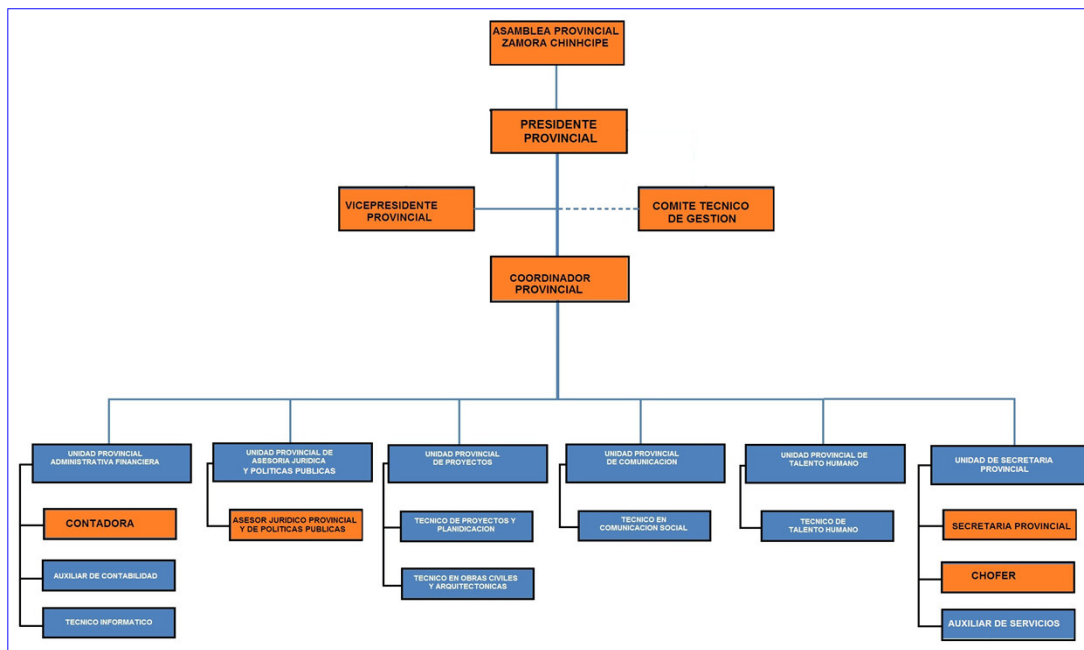 ASAMBLEA PROVINCIAL
ZAMORA CHINHCIPE
PRESIDENTE
PROVINCIAL
VICEPRESIDENTE
PROVINCIAL
COMITE TECNICO
DE GESTION
COORDINADOR
PROVINCIAL
UNIDAD PROVINCIAL
ADMINISTRATIVA FINANCIERA
CONTADORA
AUXILIAR DE CONTABILIDAD
TECNICO INFORMATICO
UNIDAD PROVINCIAL DE
ASESORIA JURIDICA
Y POLITICAS PUBLICAS
ASESOR JURIDICO PROVINCIAL
Y DE POLITICAS PUBLICAS
UNIDAD PROVINCIAL
DE PROYECTOS
TECNICO DE PROYECTOS Y
PLANIDICACION
TECNICO EN OBRAS CIVILES
Y ARQUITECTONICAS
UNIDAD PROVINCIAL
DE COMUNICACION
TECNICO EN
COMUNICACION SOCIAL
UNIDAD PROVINCIAL DE
TALENTO HUMANO
TECNICO DE
TALENTO HUMANO
UNIDAD DE SECRETARIA
PROVINCIAL
SECRETARIA PROVINCIAL
CHOFER
AUXILIAR DE SERVICIOS